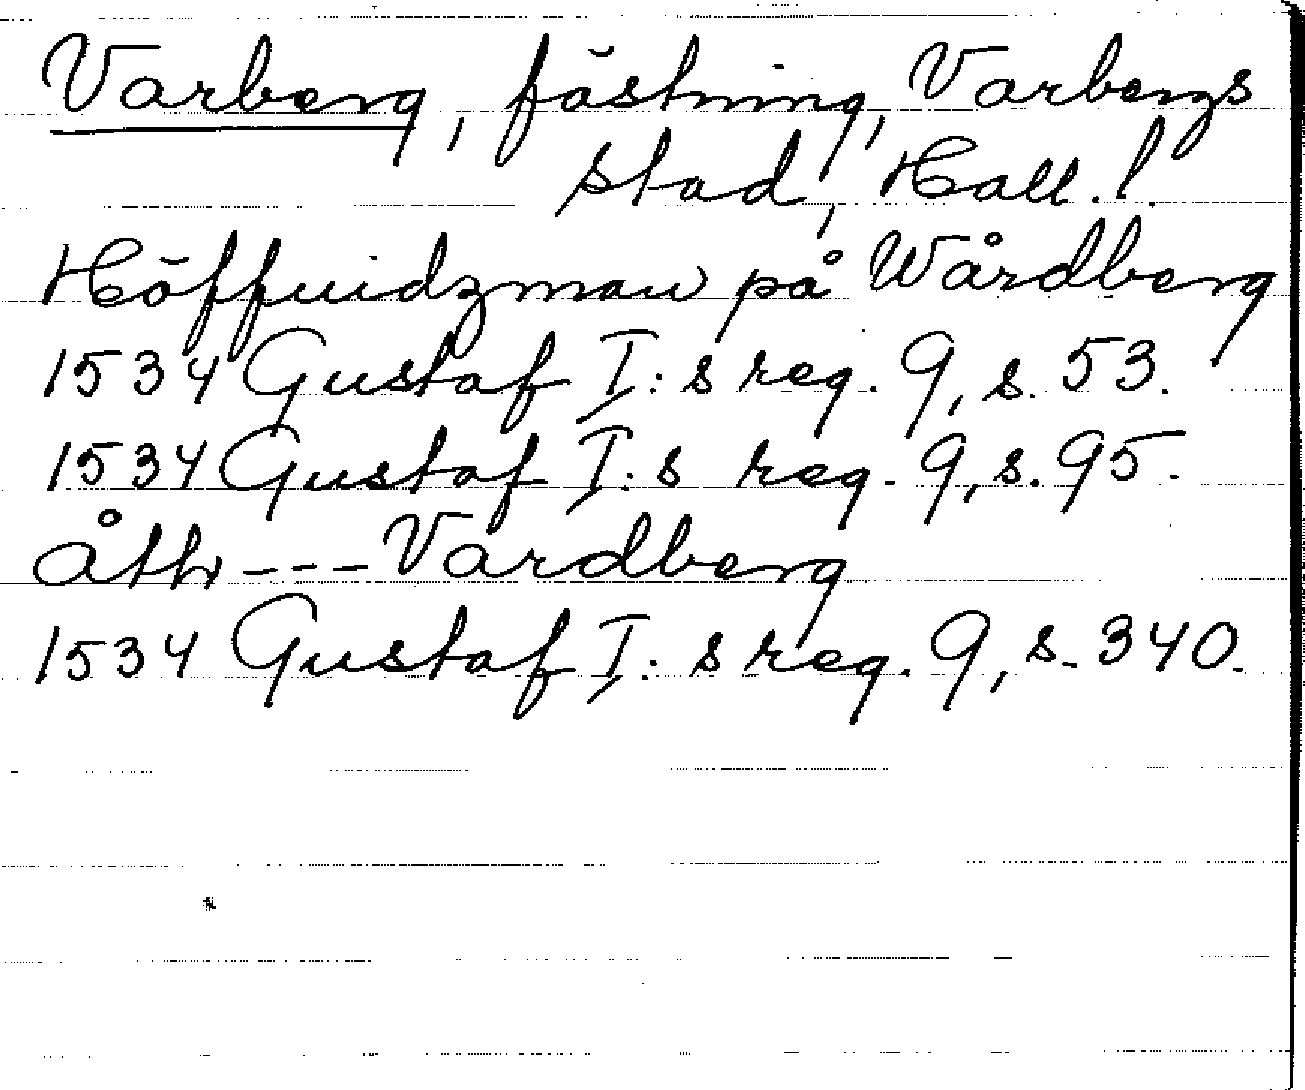 Varberg, fästning, Varbergs
stad, Hall.l.
Höffuidzman på Wårdberg
1534 Gustaf I:s reg. 9, s. 53.
1534 Gustaf I:s reg. 9, s. 95.
åth --- Vardberg
1534 Gustaf I:s reg. 9, s. 340.